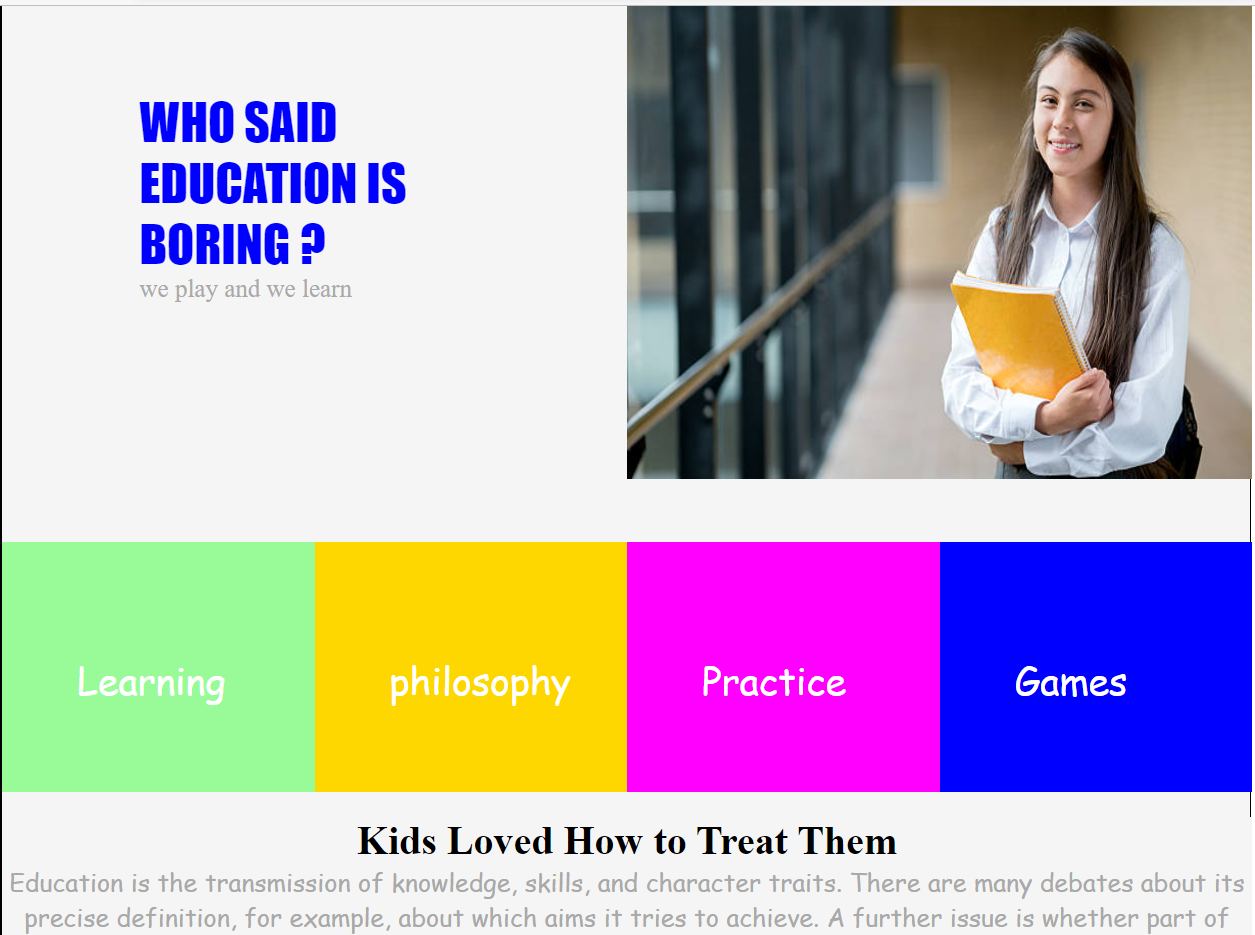 WHO SAID
EDUCATION IS
BORING ?
we play and we learn
Learning
philosophy
Practice
Games
Kids Loved How to Treat Them
Education is the transmission of knowledge, skills, and character traits. There are many debates about its
precise definition, for example, about which aims it tries to achieve. A further issue is whether part of